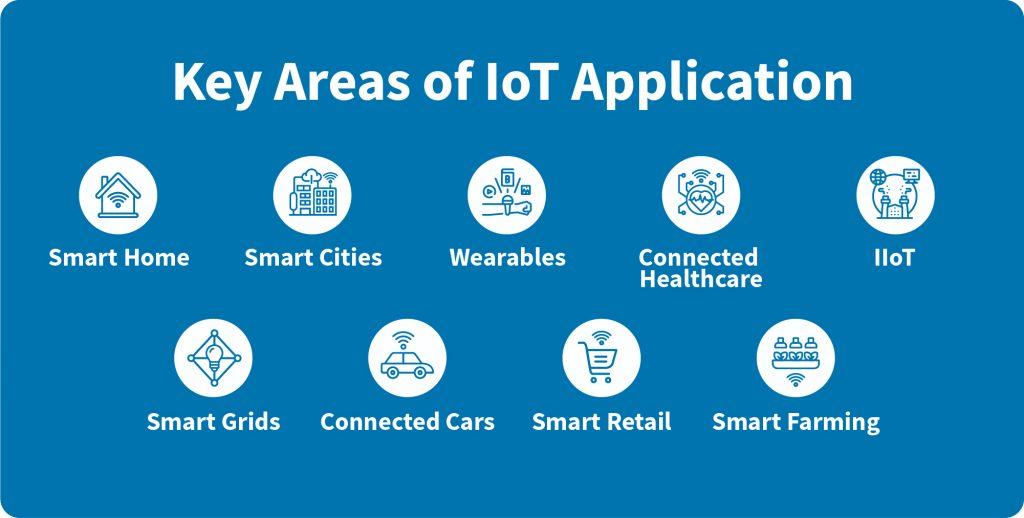 Key Areas of IoT Application
Smart Home
Smart Cities
Wearables
Connected
Healthcare
IIoT
Smart Grids
Connected Cars
Smart Retail
Smart Farming